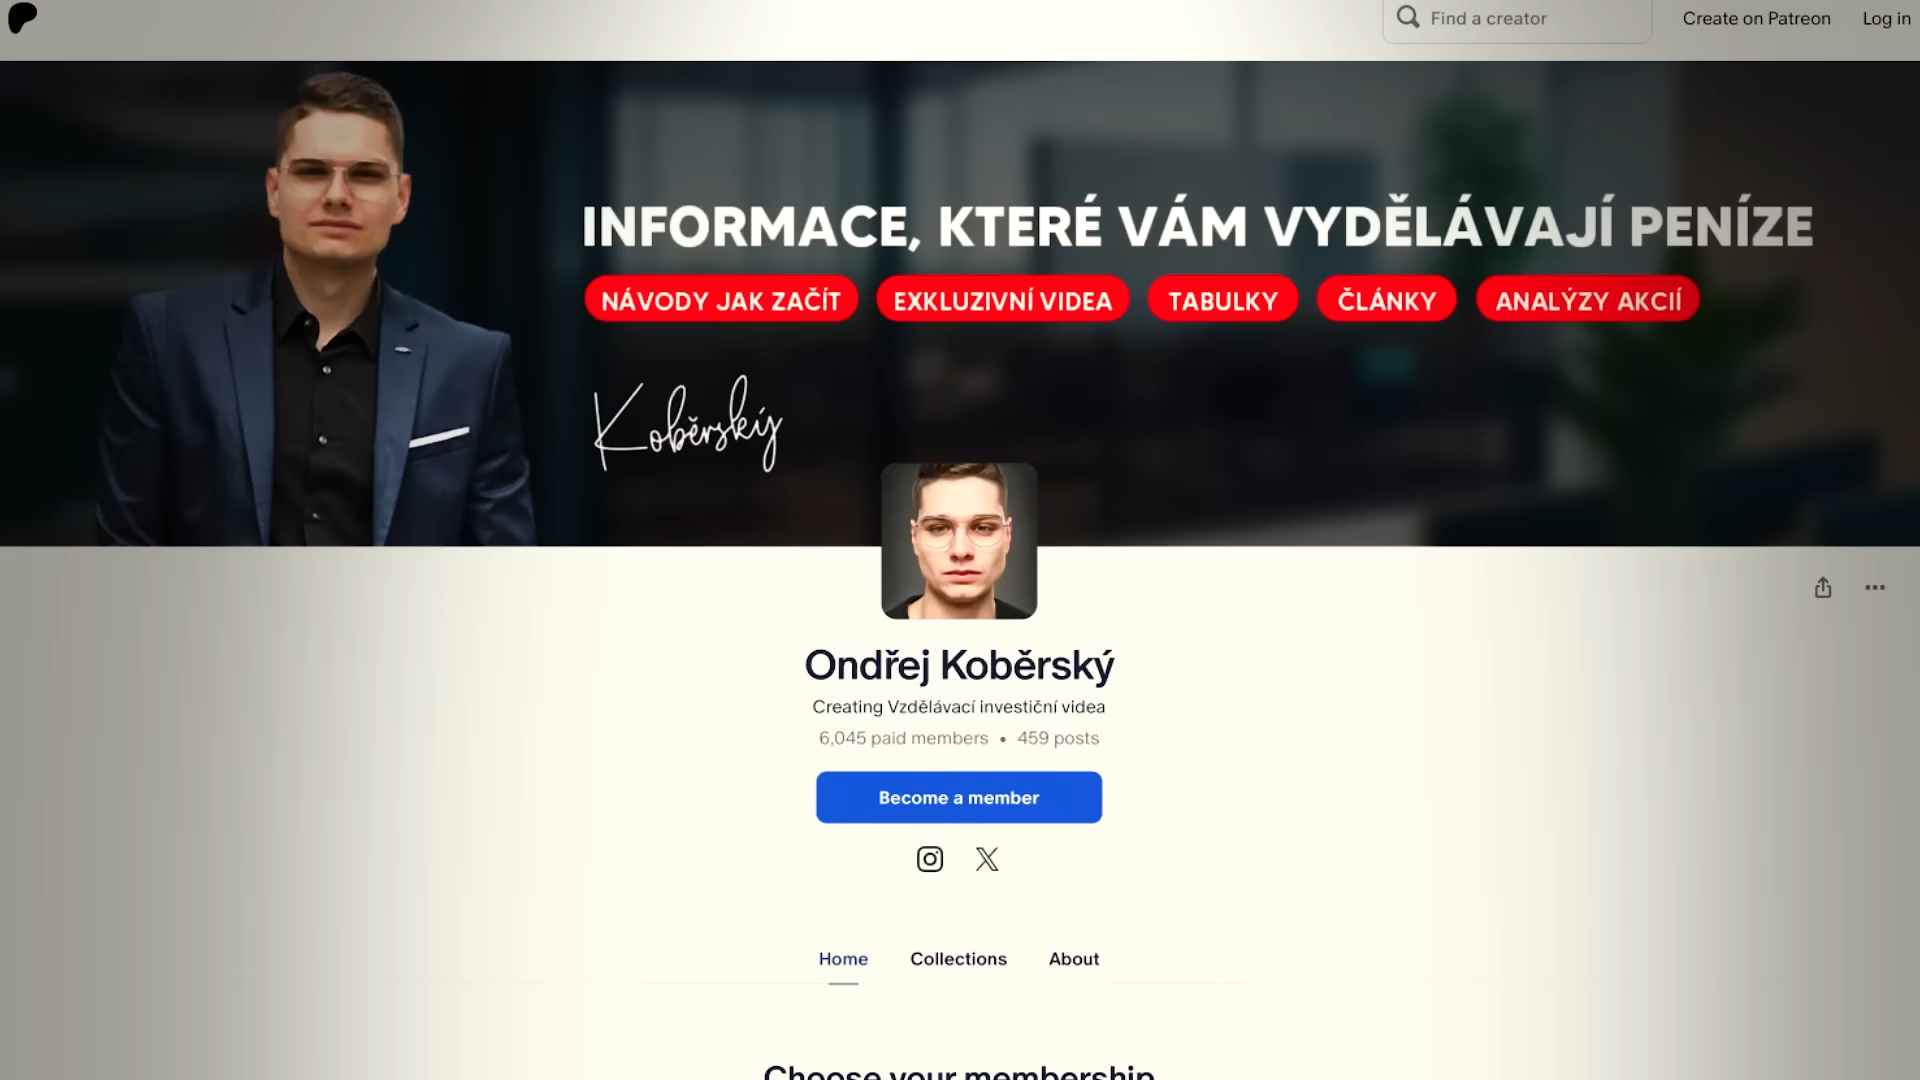 Find a creator
Create on Patreon
Log in
INFORMACE, KTERÉ VÁM VYDĚLÁVAJÍ PENÍZE
NÁVODY JAK ZAČÍT
EXKLUZIVNÍ VIDEA
TABULKY
ČLÁNKY
ANALÝZY AKCIÍ
Koběrský
Ondřej Koběrský
Creating Vzdělávací investiční videa
6,045 paid members • 459 posts
Become a member
Home
Collections
About
Choose your membership